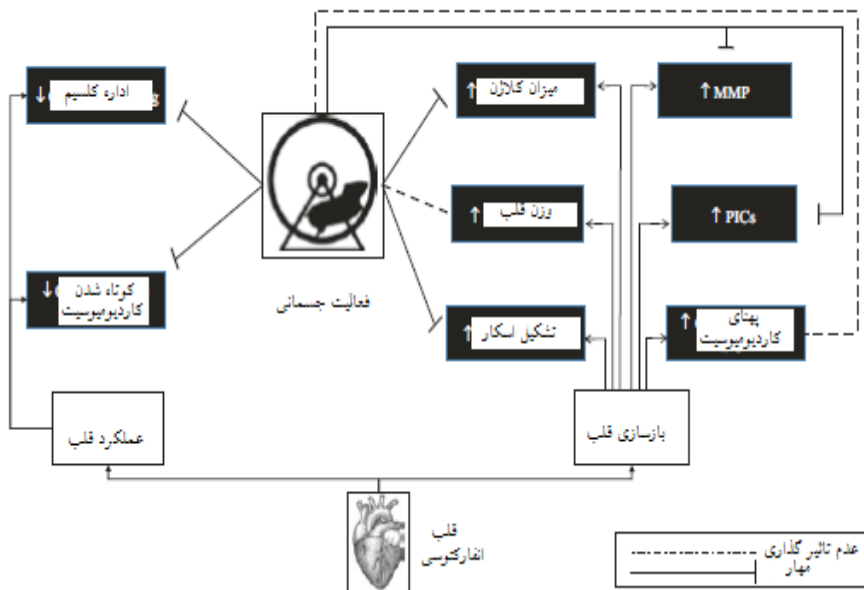 ↓ اداره کلسیم g
↑ میزان کلاژن
↑ MMP
↑ وزن قلب
↑ PICs
فعالیت جسمانی
↓ کوتاه شدن
کاردیومیوسیت
↑ تشکیل اسکار
↑ پهنای
کاردیومیوسیت
عملکرد قلب
بازسازی قلب
قلب
انفارکتوسی
عدم تاثیر گذاری
مهار